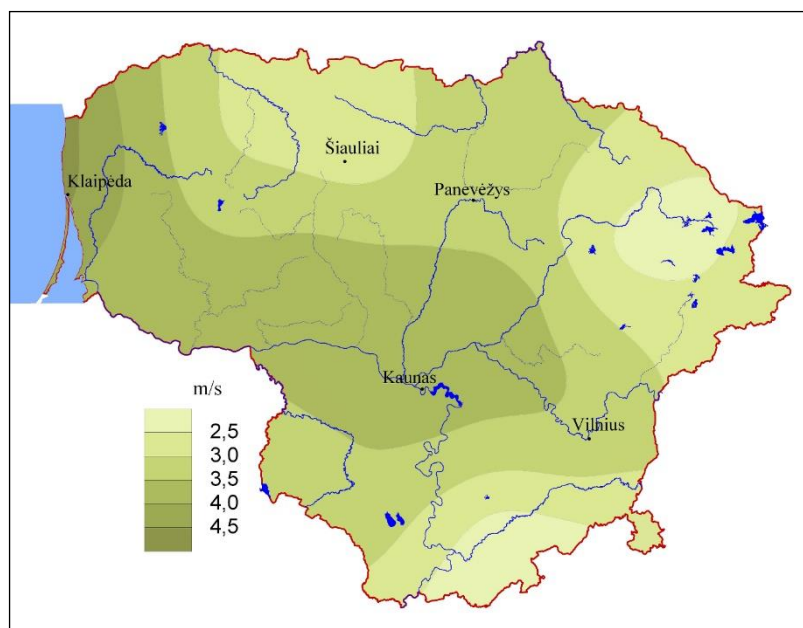 Šiauliai
Klaipėda
Panevėžys
Kaunas
m/s
Vilnius
2,5
3,0
3,5
4,0
4,5